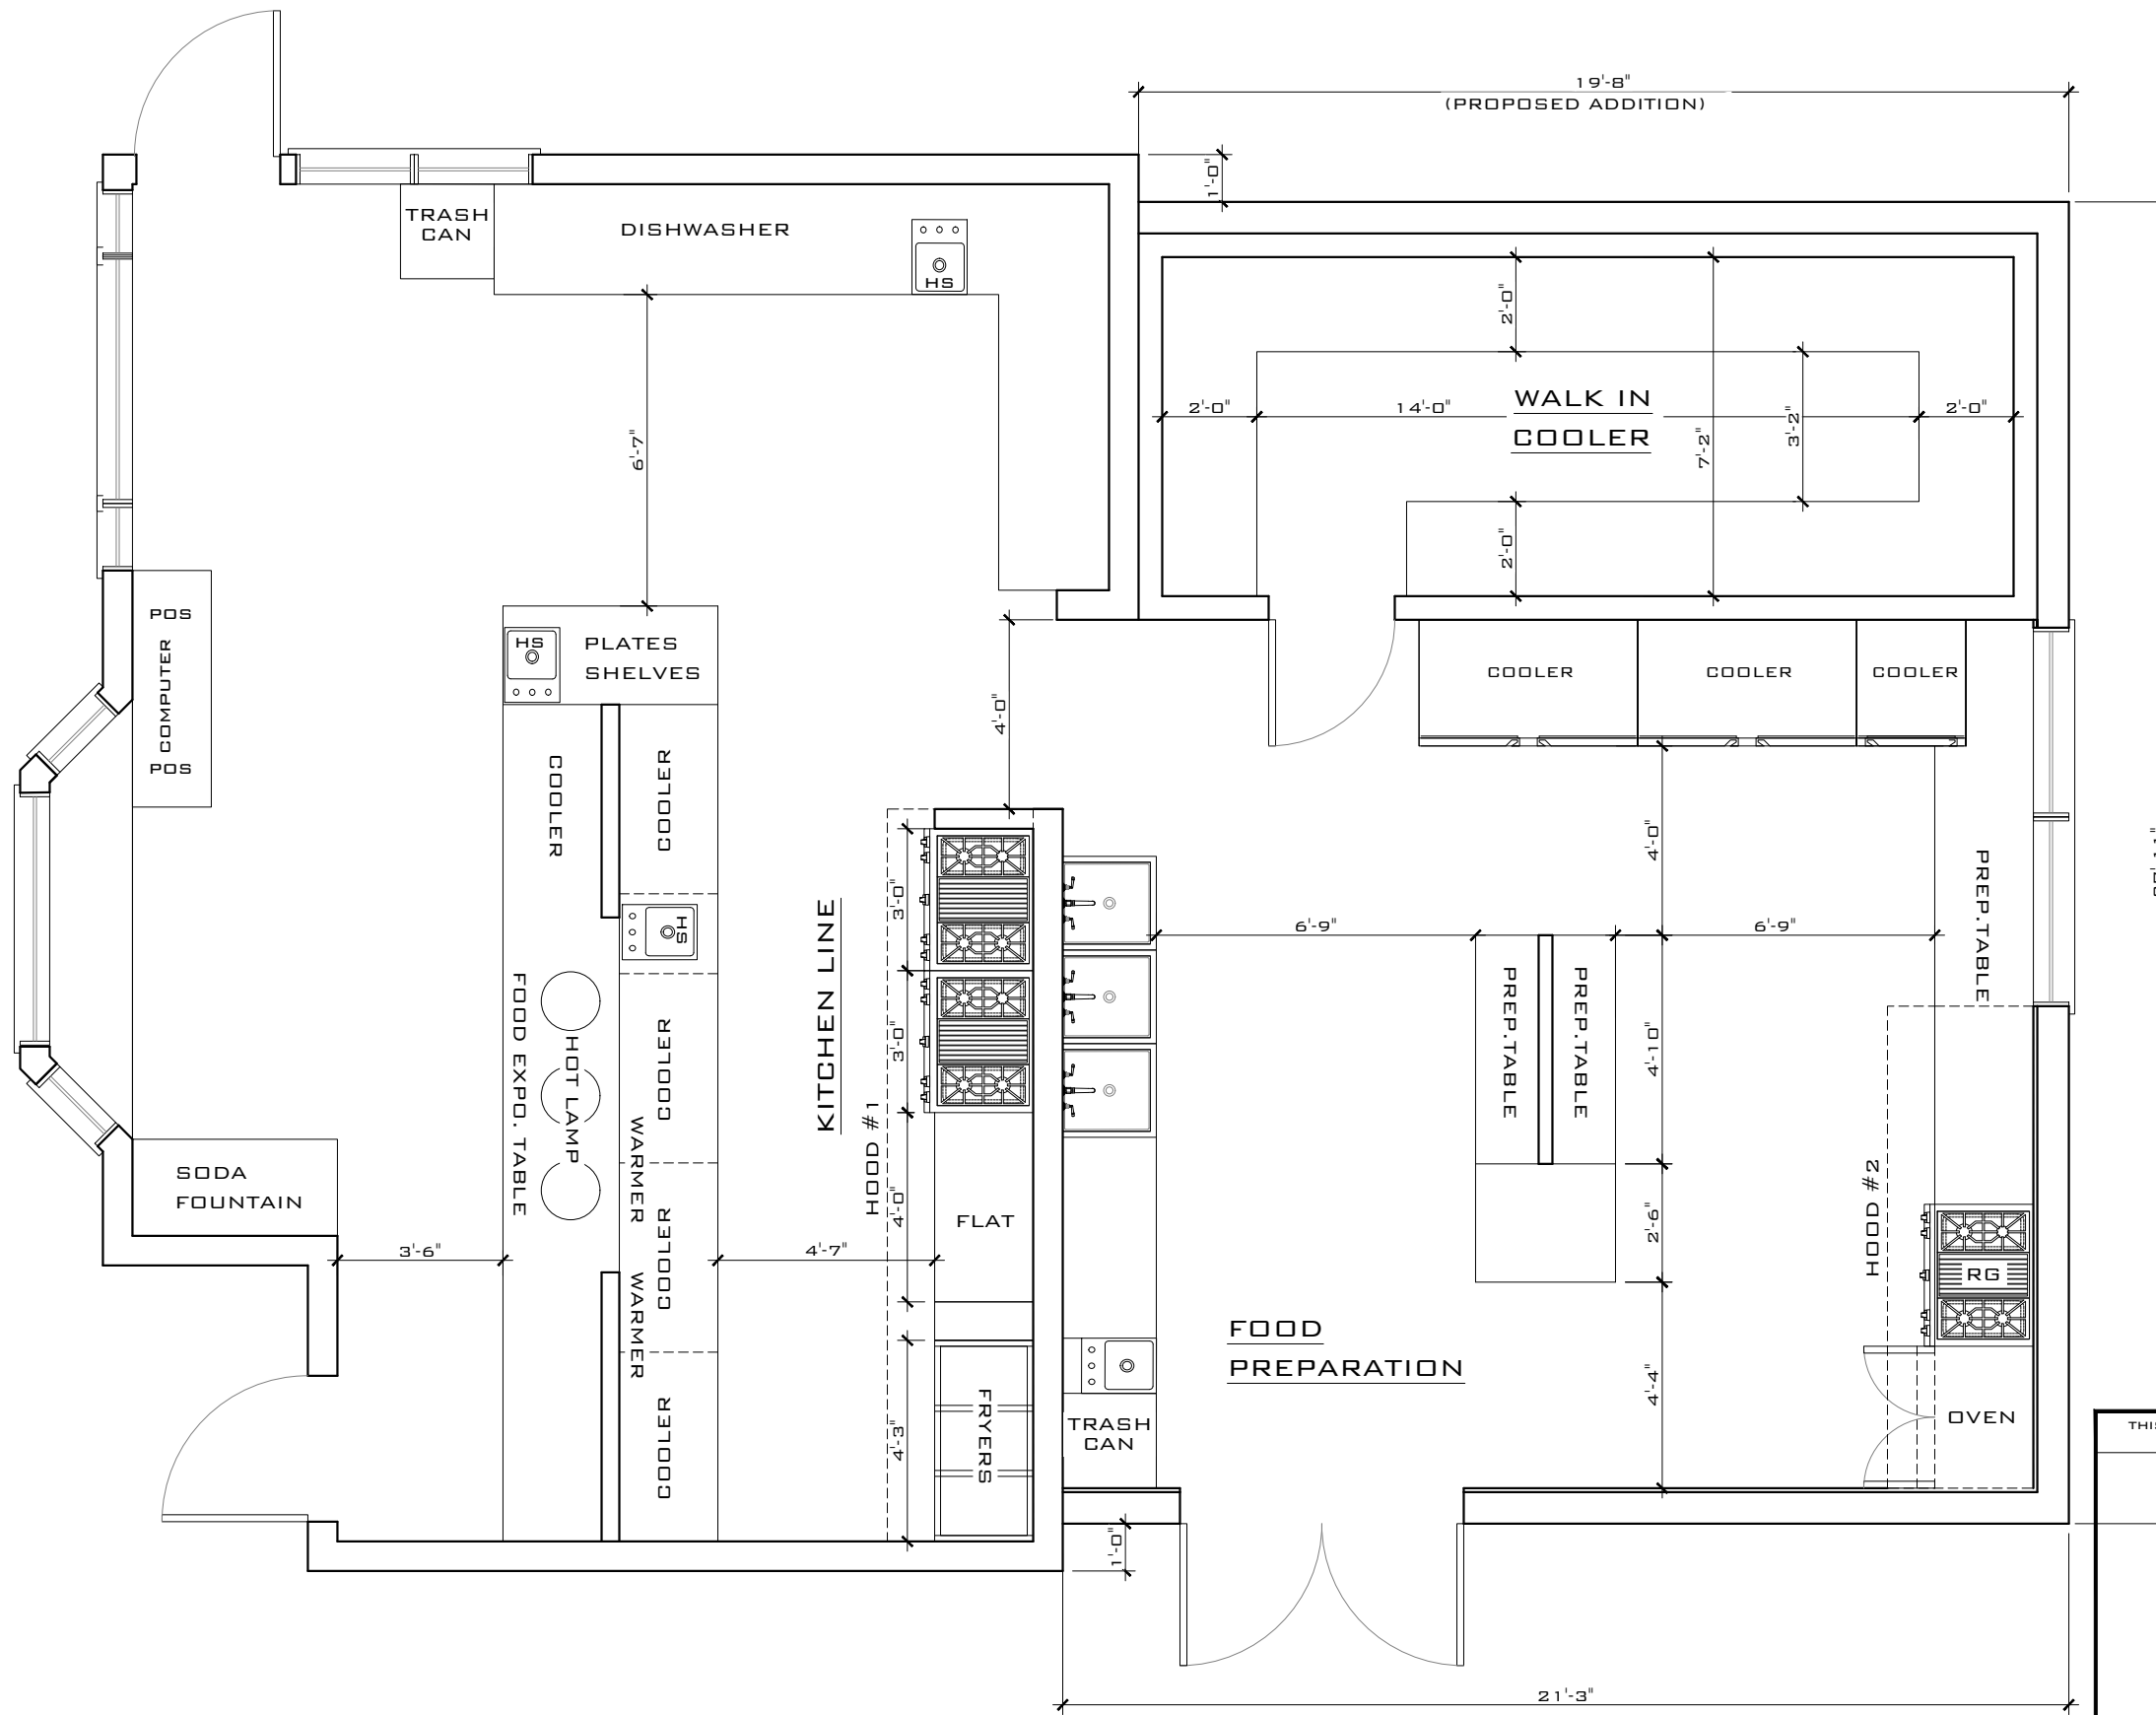 19'-8"
(PROPOSED ADDITION)
1'-0"
TRASH
CAN
DISHWASHER
HS
2'-0"
WALK IN
COOLER
2'-0"
14'-0"
2'-0"
7'-2"
3'-2"
2'-0"
6'-7"
POS
COMPUTER
POS
HS
PLATES
SHELVES
COOLER
COOLER
4'-0"
COOLER
COOLER
COOLER
4'-0"
PREP.TABLE
KITCHEN LINE
3'-0"
3'-0"
HS
6'-9"
6'-9"
FOOD EXPO. TABLE
HOT LAMP
COOLER
WARMER
HOOD #1
4'-0"
PREP.TABLE
PREP.TABLE
4'-10"
SODA
FOUNTAIN
FLAT
2'-6"
HOOD #2
3'-6"
4'-7"
COOLER
WARMER
RG
FOOD
PREPARATION
COOLER
4'-3"
FRYERS
TRASH
CAN
4'-4"
OVEN
1'-0"
21'-3"